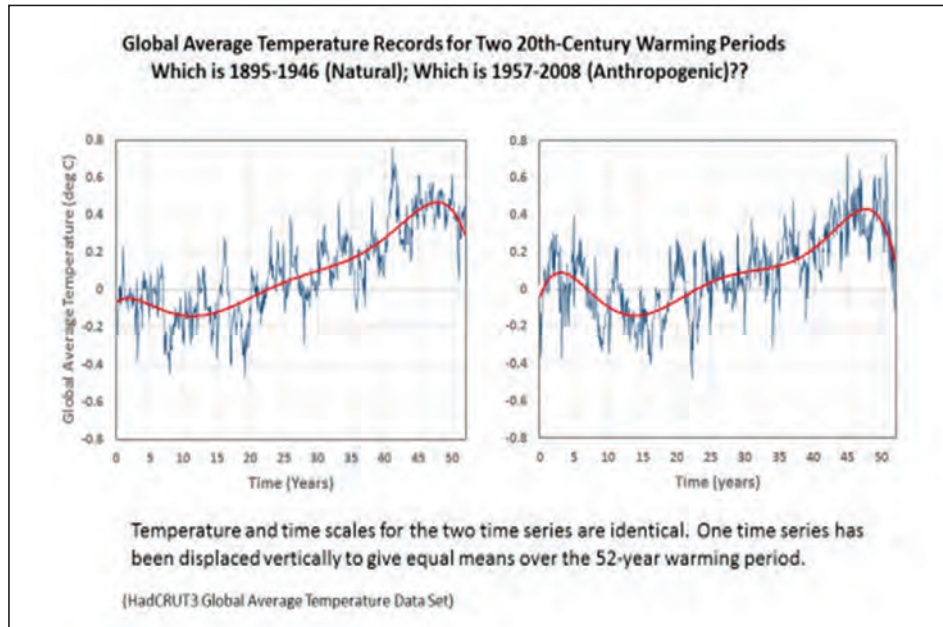 Global Average Temperature Records for Two 20th-Century Warming Periods
Which is 1895-1946 (Natural); Which is 1957-2008 (Anthropogenic)??
Global Average Temperature (deg C)
0.8
0.6
0.4
0.2
0
-0.2
-0.4
-0.6
-0.8
0 5 10 15 20 25 30 35 40 45 50
Time (Years)
0.8
0.6
0.4
0.2
0
-0.2
-0.4
-0.6
-0.8
0 5 10 15 20 25 30 35 40 45 50
Time (years)
Temperature and time scales for the two time series are identical. One time series has
been displaced vertically to give equal means over the 52-year warming period.
(HadCRUT3 Global Average Temperature Data Set)